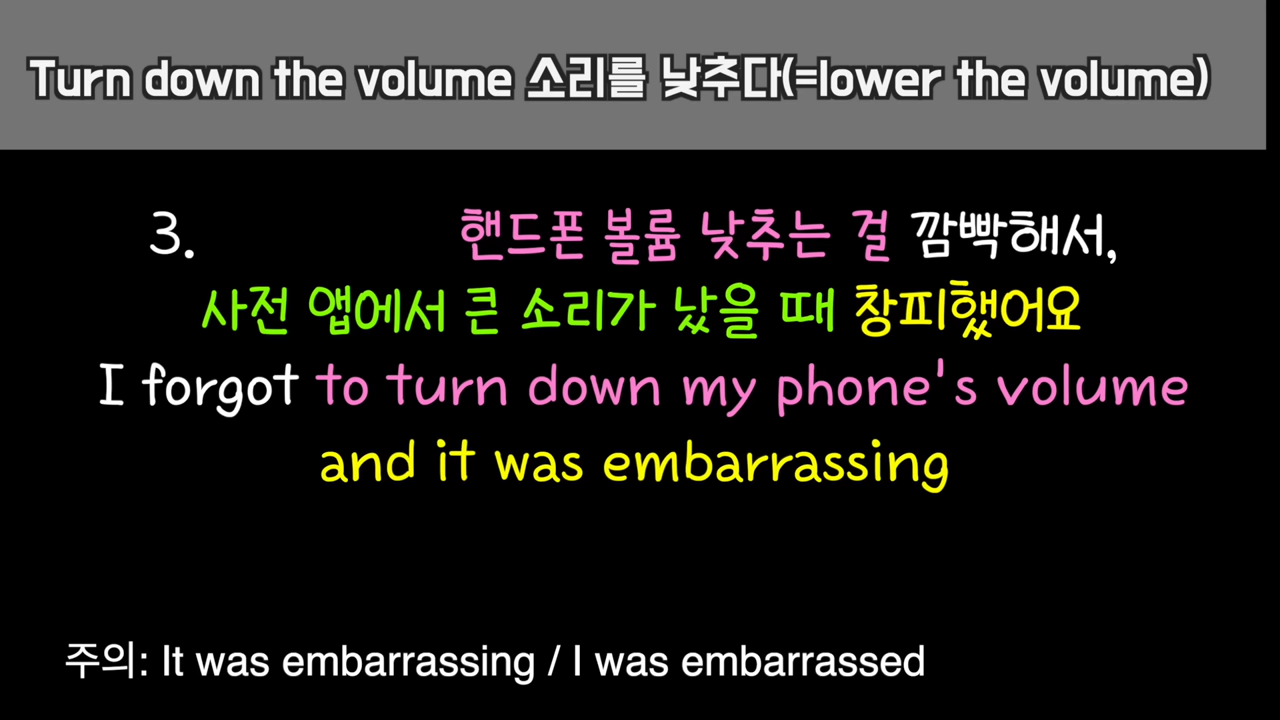 Turn down the volume 소리를 낮추다(=lower the volume)
3. 핸드폰 볼륨 낮추는 걸 깜빡해서,
사전 앱에서 큰 소리가 났을 때 창피했어요
I forgot to turn down my phone's volume
and it was embarrassing
주의: It was embarrassing / I was embarrassed